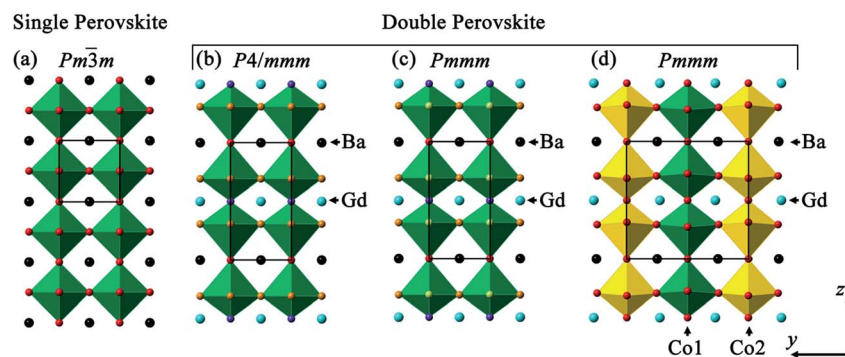 Single Perovskite
Double Perovskite
(a) Pm3̅m
(b) P4/mmm
(c) Pmmm
(d) Pmmm
Ba
Gd
Ba
Gd
Ba
Gd
Co1
Co2
y
z